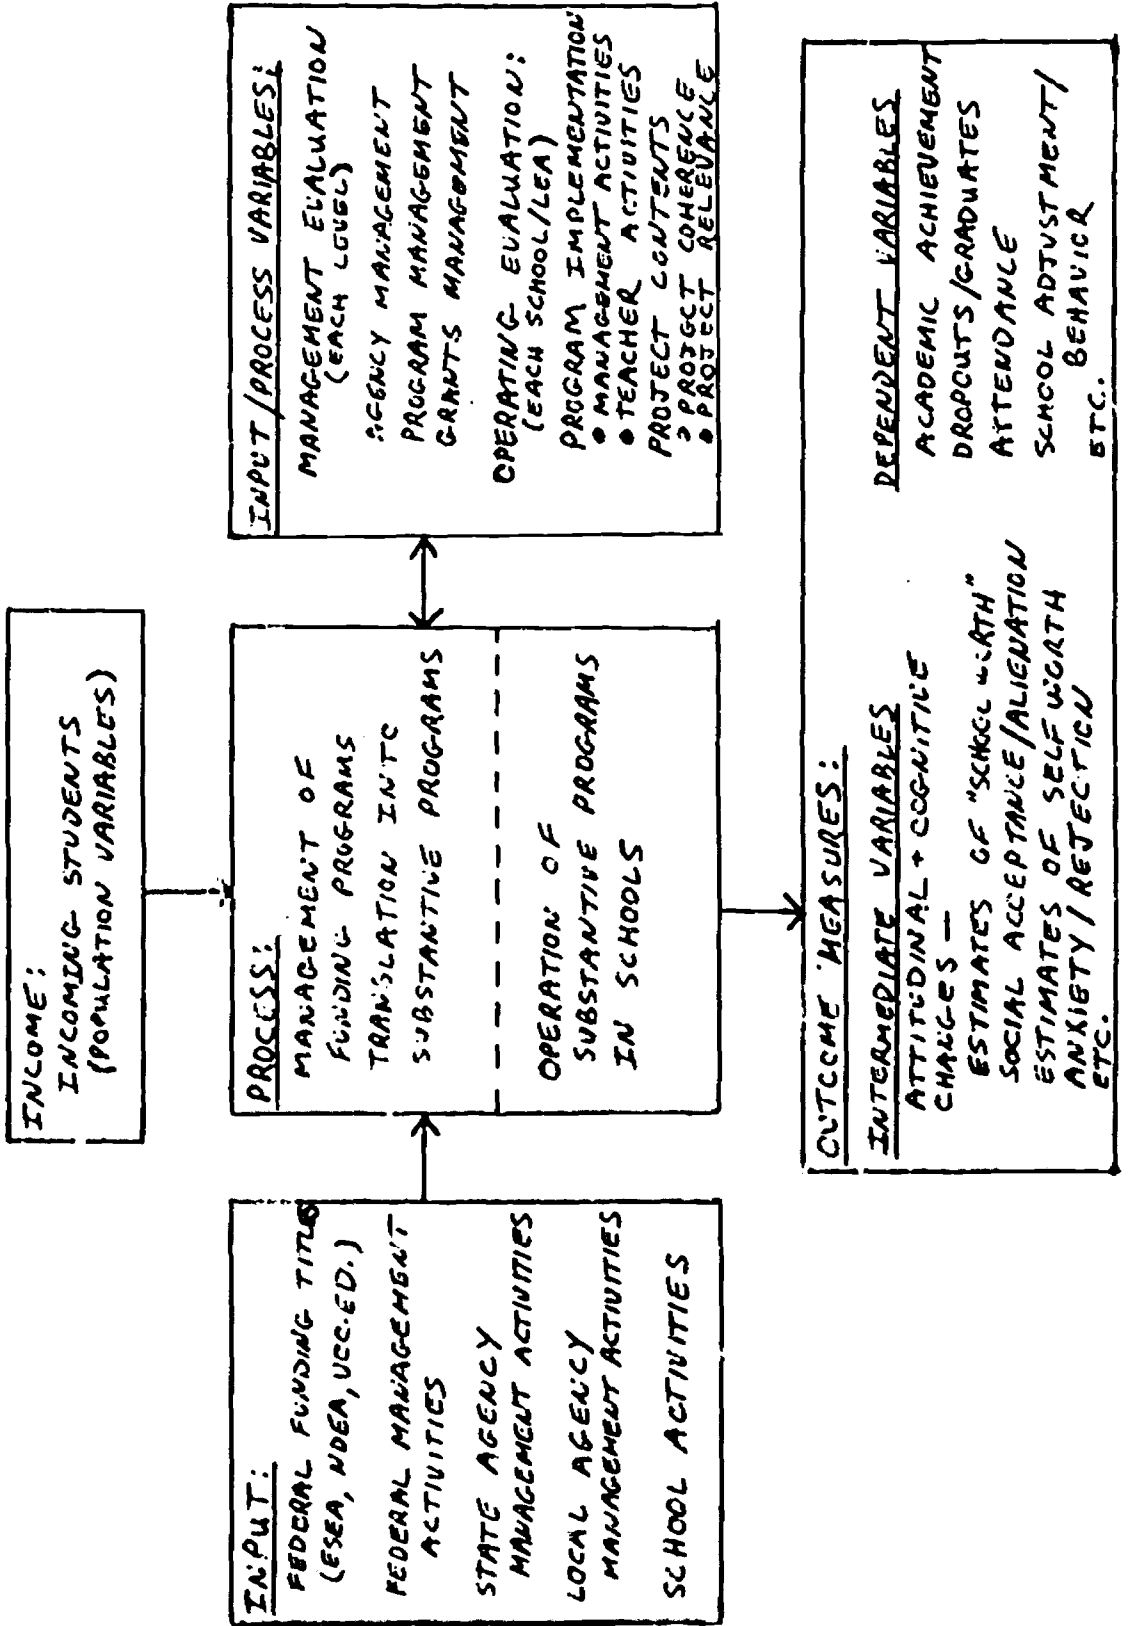 INCOME:
INCOMING STUDENTS
(POPULATION VARIABLES)
INPUT:
FEDERAL FUNDING TITLES
(ESEA, NDEA, VOC. ED.)
FEDERAL MANAGEMENT
ACTIVITIES
STATE AGENCY
MANAGEMENT ACTIVITIES
LOCAL AGENCY
MANAGEMENT ACTIVITIES
SCHOOL ACTIVITIES
PROCESS:
MANAGEMENT OF
FUNDING PROGRAMS
TRANSLATION INTO
SUBSTANTIVE PROGRAMS
OPERATION OF
SUBSTANTIVE PROGRAMS
IN SCHOOLS
INPUT/PROCESS VARIABLES:
MANAGEMENT EVALUATION
(EACH LEVEL)
AGENCY MANAGEMENT
PROGRAM MANAGEMENT
GRANTS MANAGEMENT
OPERATING EVALUATION:
(EACH SCHOOL/LEA)
PROGRAM IMPLEMENTATION
• MANAGEMENT ACTIVITIES
• TEACHER ACTIVITIES
PROJECT CONTENTS
• PROJECT COHERENCE
• PROJECT RELEVANCE
OUTCOME MEASURES:
INTERMEDIATE VARIABLES
ATTITUDINAL + COGNITIVE
CHANGES —
ESTIMATES OF "SCHOOL WORTH"
SOCIAL ACCEPTANCE/ALIENATION
ESTIMATES OF SELF WORTH
ANXIETY/REJECTION
ETC.
DEPENDENT VARIABLES
ACADEMIC ACHIEVEMENT
DROPOUTS/GRADUATES
ATTENDANCE
SCHOOL ADJUSTMENT/
BEHAVIOR
ETC.